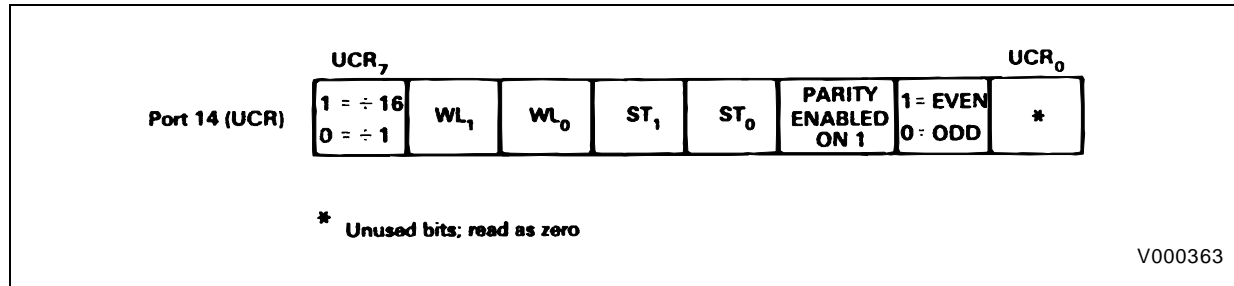 UCR₇ UCR₀
Port 14 (UCR)
1 = ÷ 16
0 = ÷ 1
WL₁
WL₀
ST₁
ST₀
PARITY
ENABLED
ON 1
1 = EVEN
0 = ODD
*
* Unused bits; read as zero
V000363